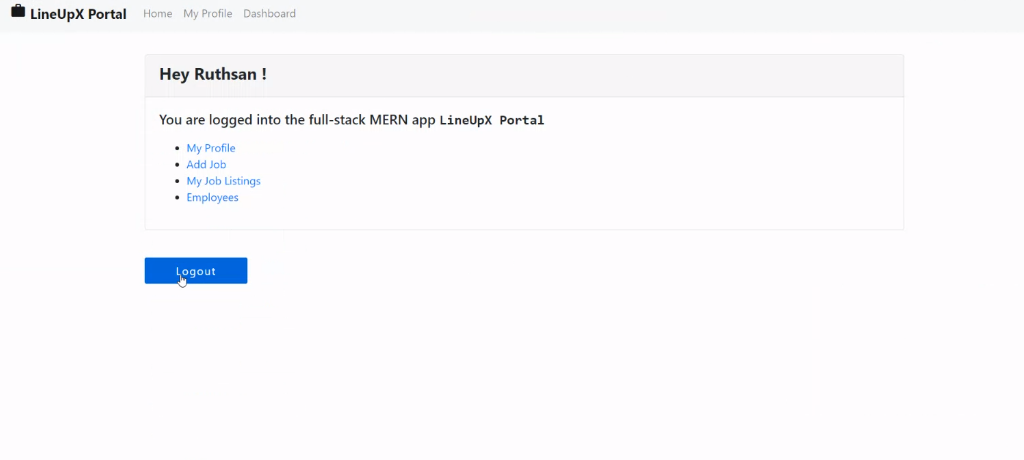 LineUpX Portal Home My Profile Dashboard
Hey Ruthsan !
You are logged into the full-stack MERN app LineUpX Portal
My Profile
Add Job
My Job Listings
Employees
Logout